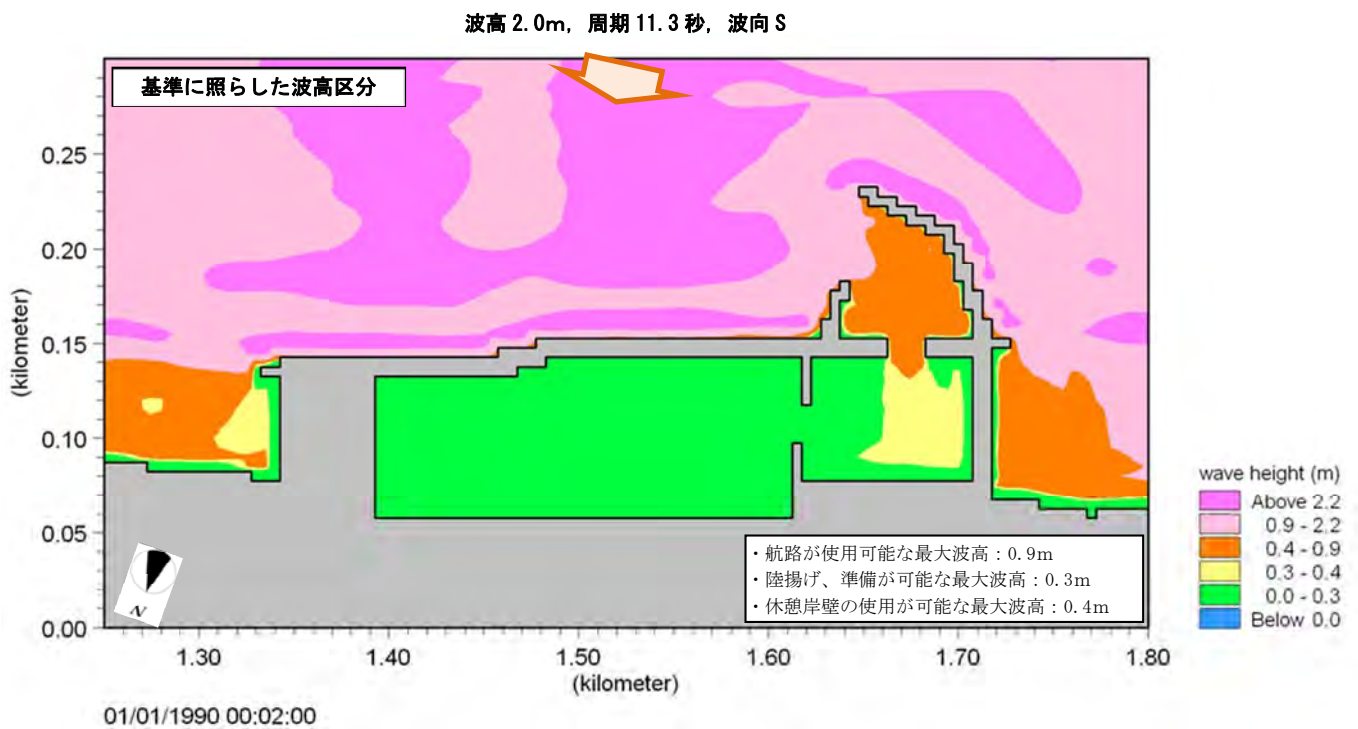 波高 2.0m, 周期 11.3 秒, 波向 S
基準に照らした波高区分
0.25
0.20
0.15
0.10
0.05
0.00
(kilometer)
1.30
1.40
1.50
1.60
1.70
1.80
(kilometer)
N
・航路が使用可能な最大波高：0.9m
・陸揚げ、準備が可能な最大波高：0.3m
・休憩岸壁の使用が可能な最大波高：0.4m
wave height (m)
Above 2.2
0.9 - 2.2
0.4 - 0.9
0.3 - 0.4
0.0 - 0.3
Below 0.0
01/01/1990 00:02:00